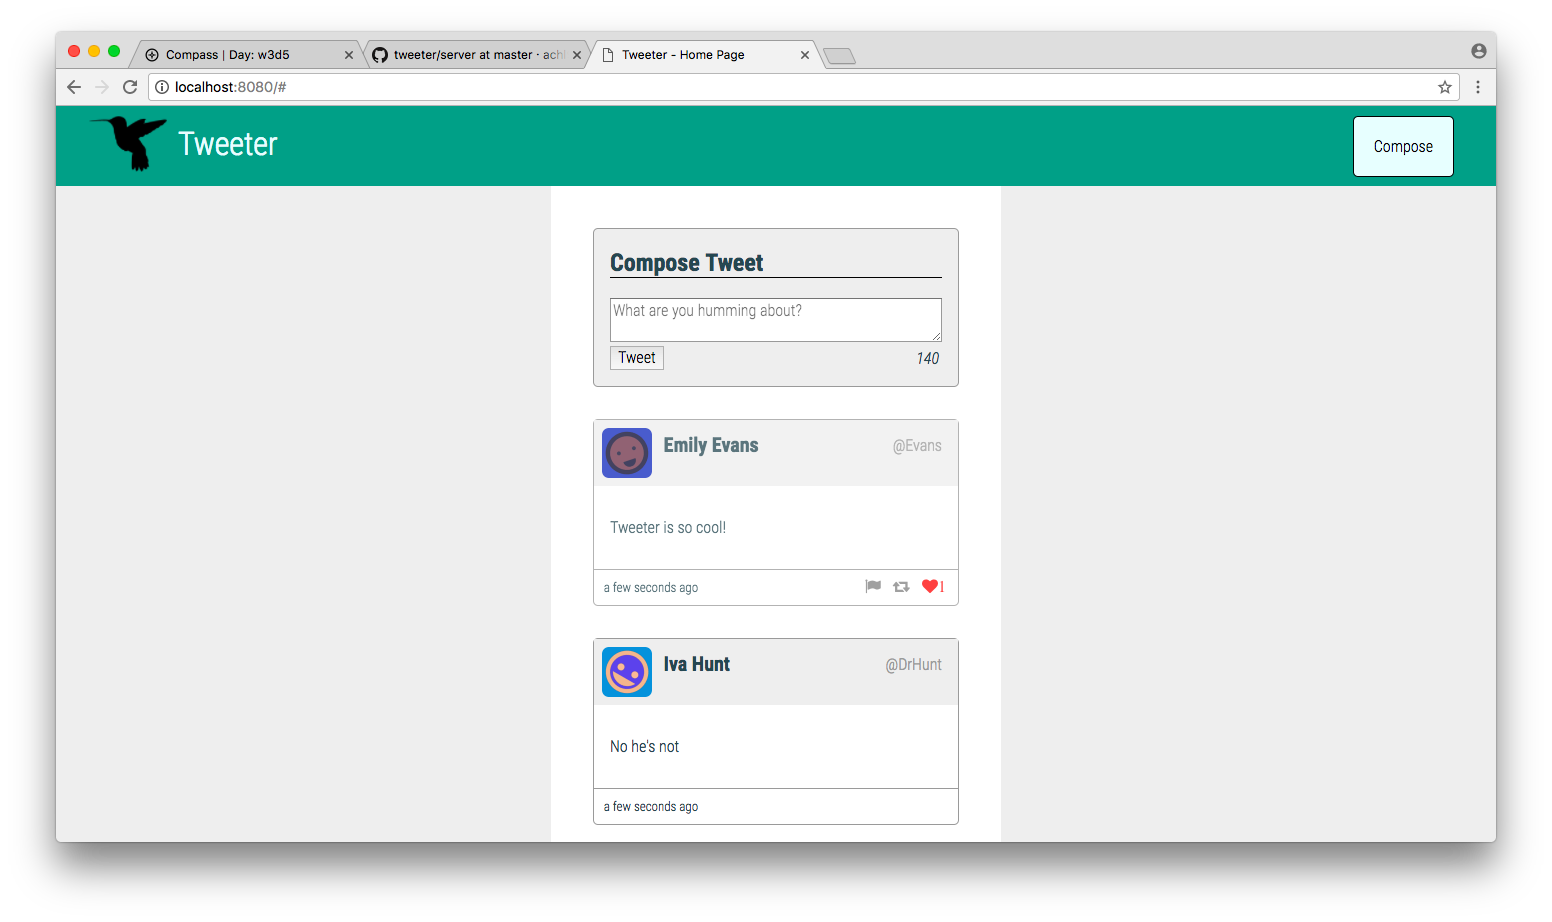 Compass | Day: w3d5
tweeter/server at master · ach
Tweeter - Home Page
localhost:8080/#
Tweeter
Compose
Compose Tweet
What are you humming about?
Tweet
140
Emily Evans
@Evans
Tweeter is so cool!
a few seconds ago
1
Iva Hunt
@DrHunt
No he's not
a few seconds ago